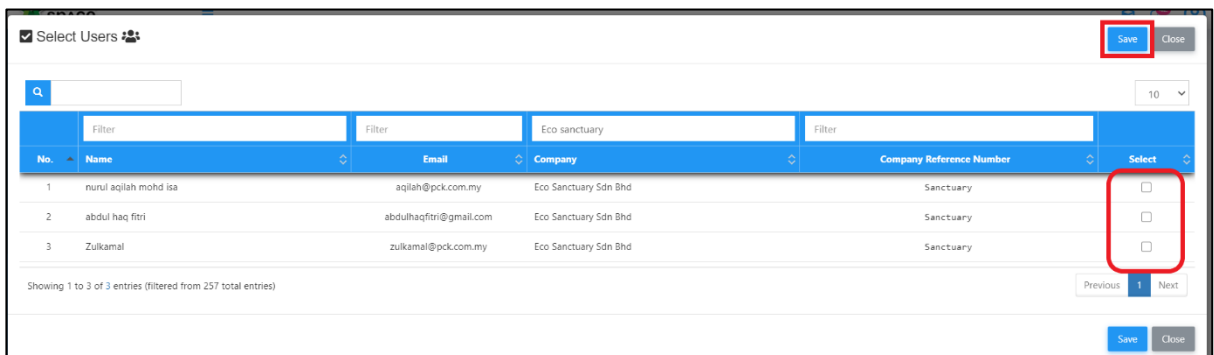 Select Users
Save Close
10
Filter Filter Eco sanctuary Filter
No. Name Email Company Company Reference Number Select
1 nurul aqilah mohd isa aqilah@pck.com.my Eco Sanctuary Sdn Bhd Sanctuary
2 abdul haq fitri abdulhaqfitri@gmail.com Eco Sanctuary Sdn Bhd Sanctuary
3 Zulkamal zulkamal@pck.com.my Eco Sanctuary Sdn Bhd Sanctuary
Showing 1 to 3 of 3 entries (filtered from 257 total entries)
Previous 1 Next
Save Close